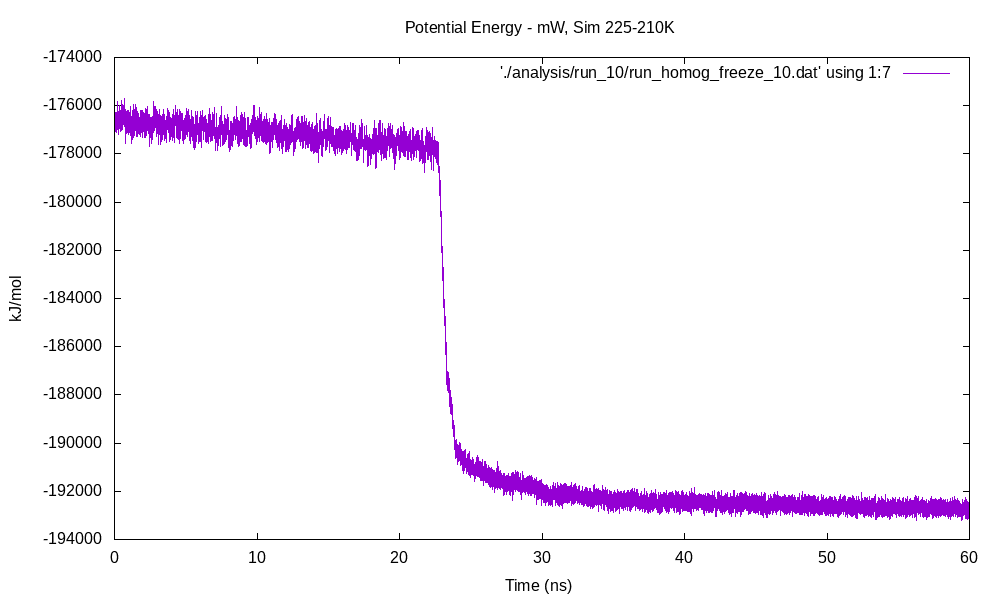 Potential Energy - mW, Sim 225-210K
'./analysis/run_10/run_homog_freeze_10.dat' using 1:7
-174000
-176000
-178000
-180000
-182000
-184000
-186000
-188000
-190000
-192000
-194000
kJ/mol
0 10 20 30 40 50 60
Time (ns)